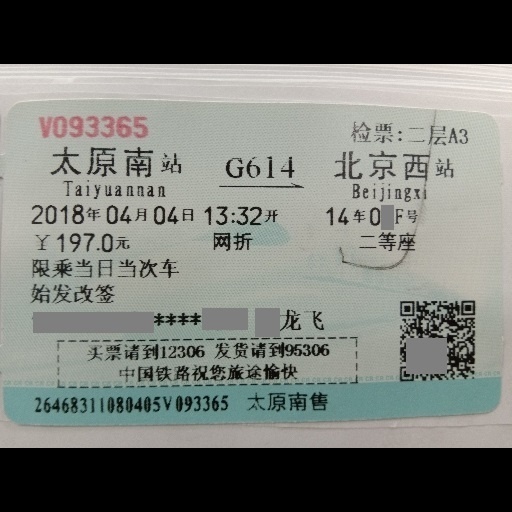 V093365
检票:二层A3
太原南站 G614 北京西站
Taiyuannan Beijingxi
2018年04月04日 13:32开 14车0 F号
￥197.0元 网折 二等座
限乘当日当次车
始发改签
**** 龙飞
买票请到12306 发货请到95306
中国铁路祝您旅途愉快
26468311080405V093365 太原南售